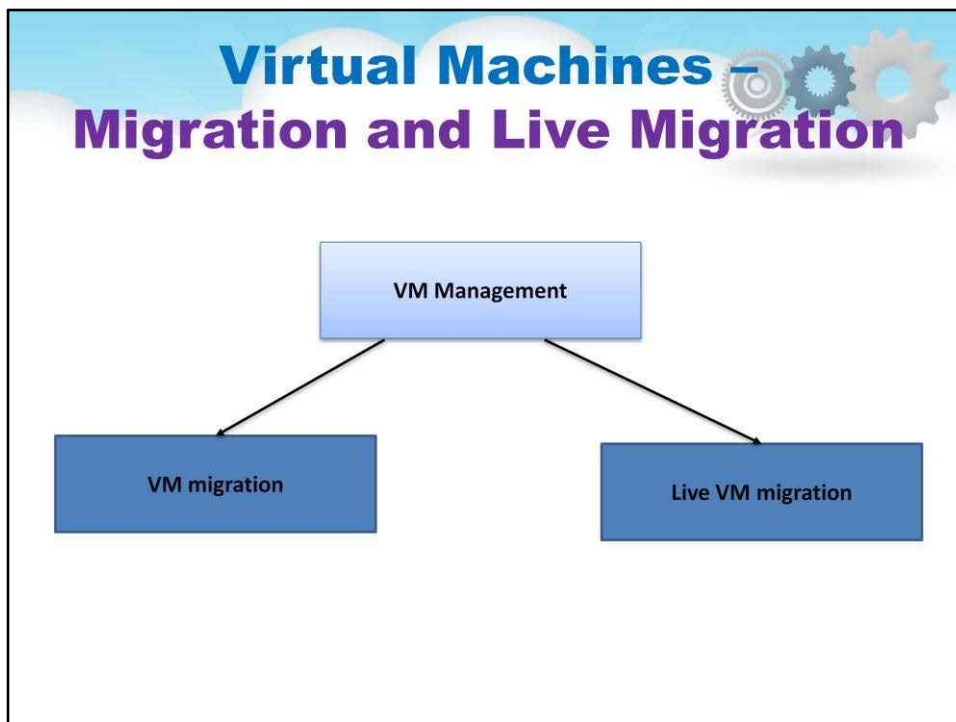 Virtual Machines –
Migration and Live Migration
VM Management
VM migration
Live VM migration